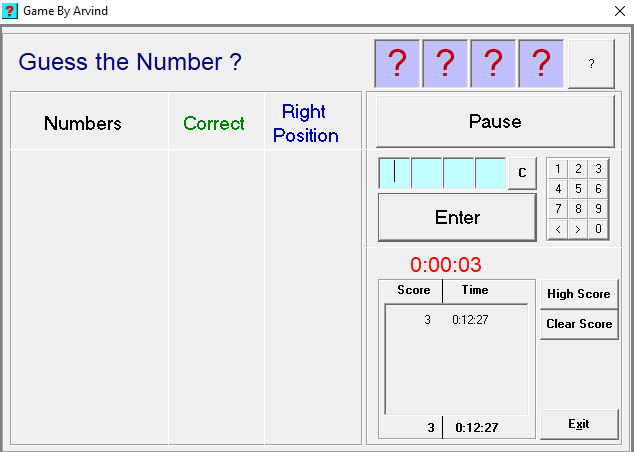 ? Game By Arvind
Guess the Number ?
? ? ? ? ?
Numbers Correct Right Position
Pause
C
1 2 3
4 5 6
7 8 9
< > 0
Enter
0:00:03
Score Time
3 0:12:27
3 0:12:27
High Score
Clear Score
Exit